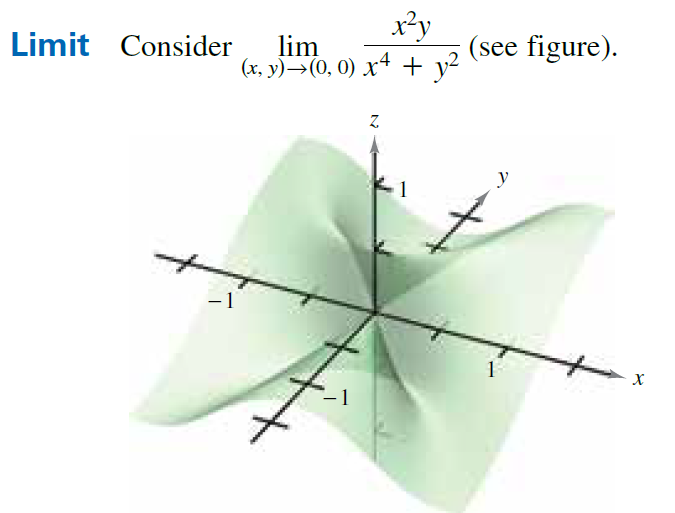 Limit Consider lim (x, y)→(0, 0) x²y / x⁴ + y² (see figure).
z
1
y
−1
1
x
−1